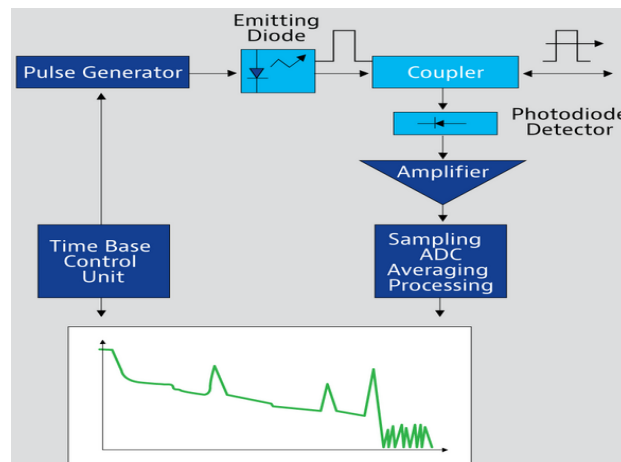 Emitting
Diode
Pulse Generator
Coupler
Photodiode
Detector
Amplifier
Time Base
Control
Unit
Sampling
ADC
Averaging
Processing